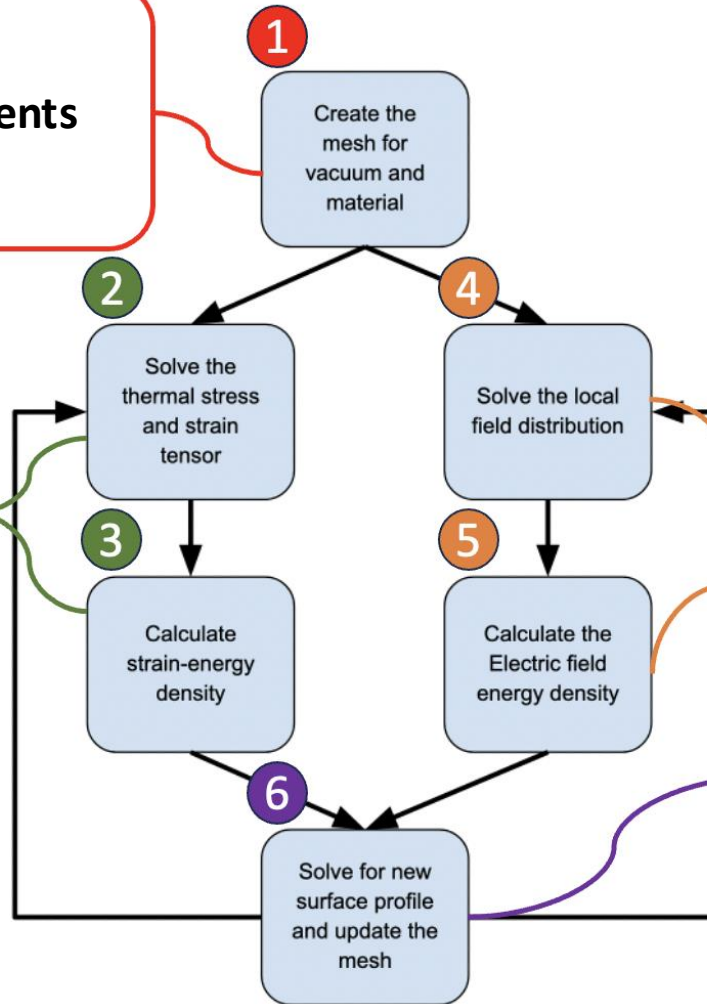 ents
1
Create the
mesh for
vacuum and
material
2
Solve the
thermal stress
and strain
tensor
4
Solve the local
field distribution
3
Calculate
strain-energy
density
5
Calculate the
Electric field
energy density
6
Solve for new
surface profile
and update the
mesh